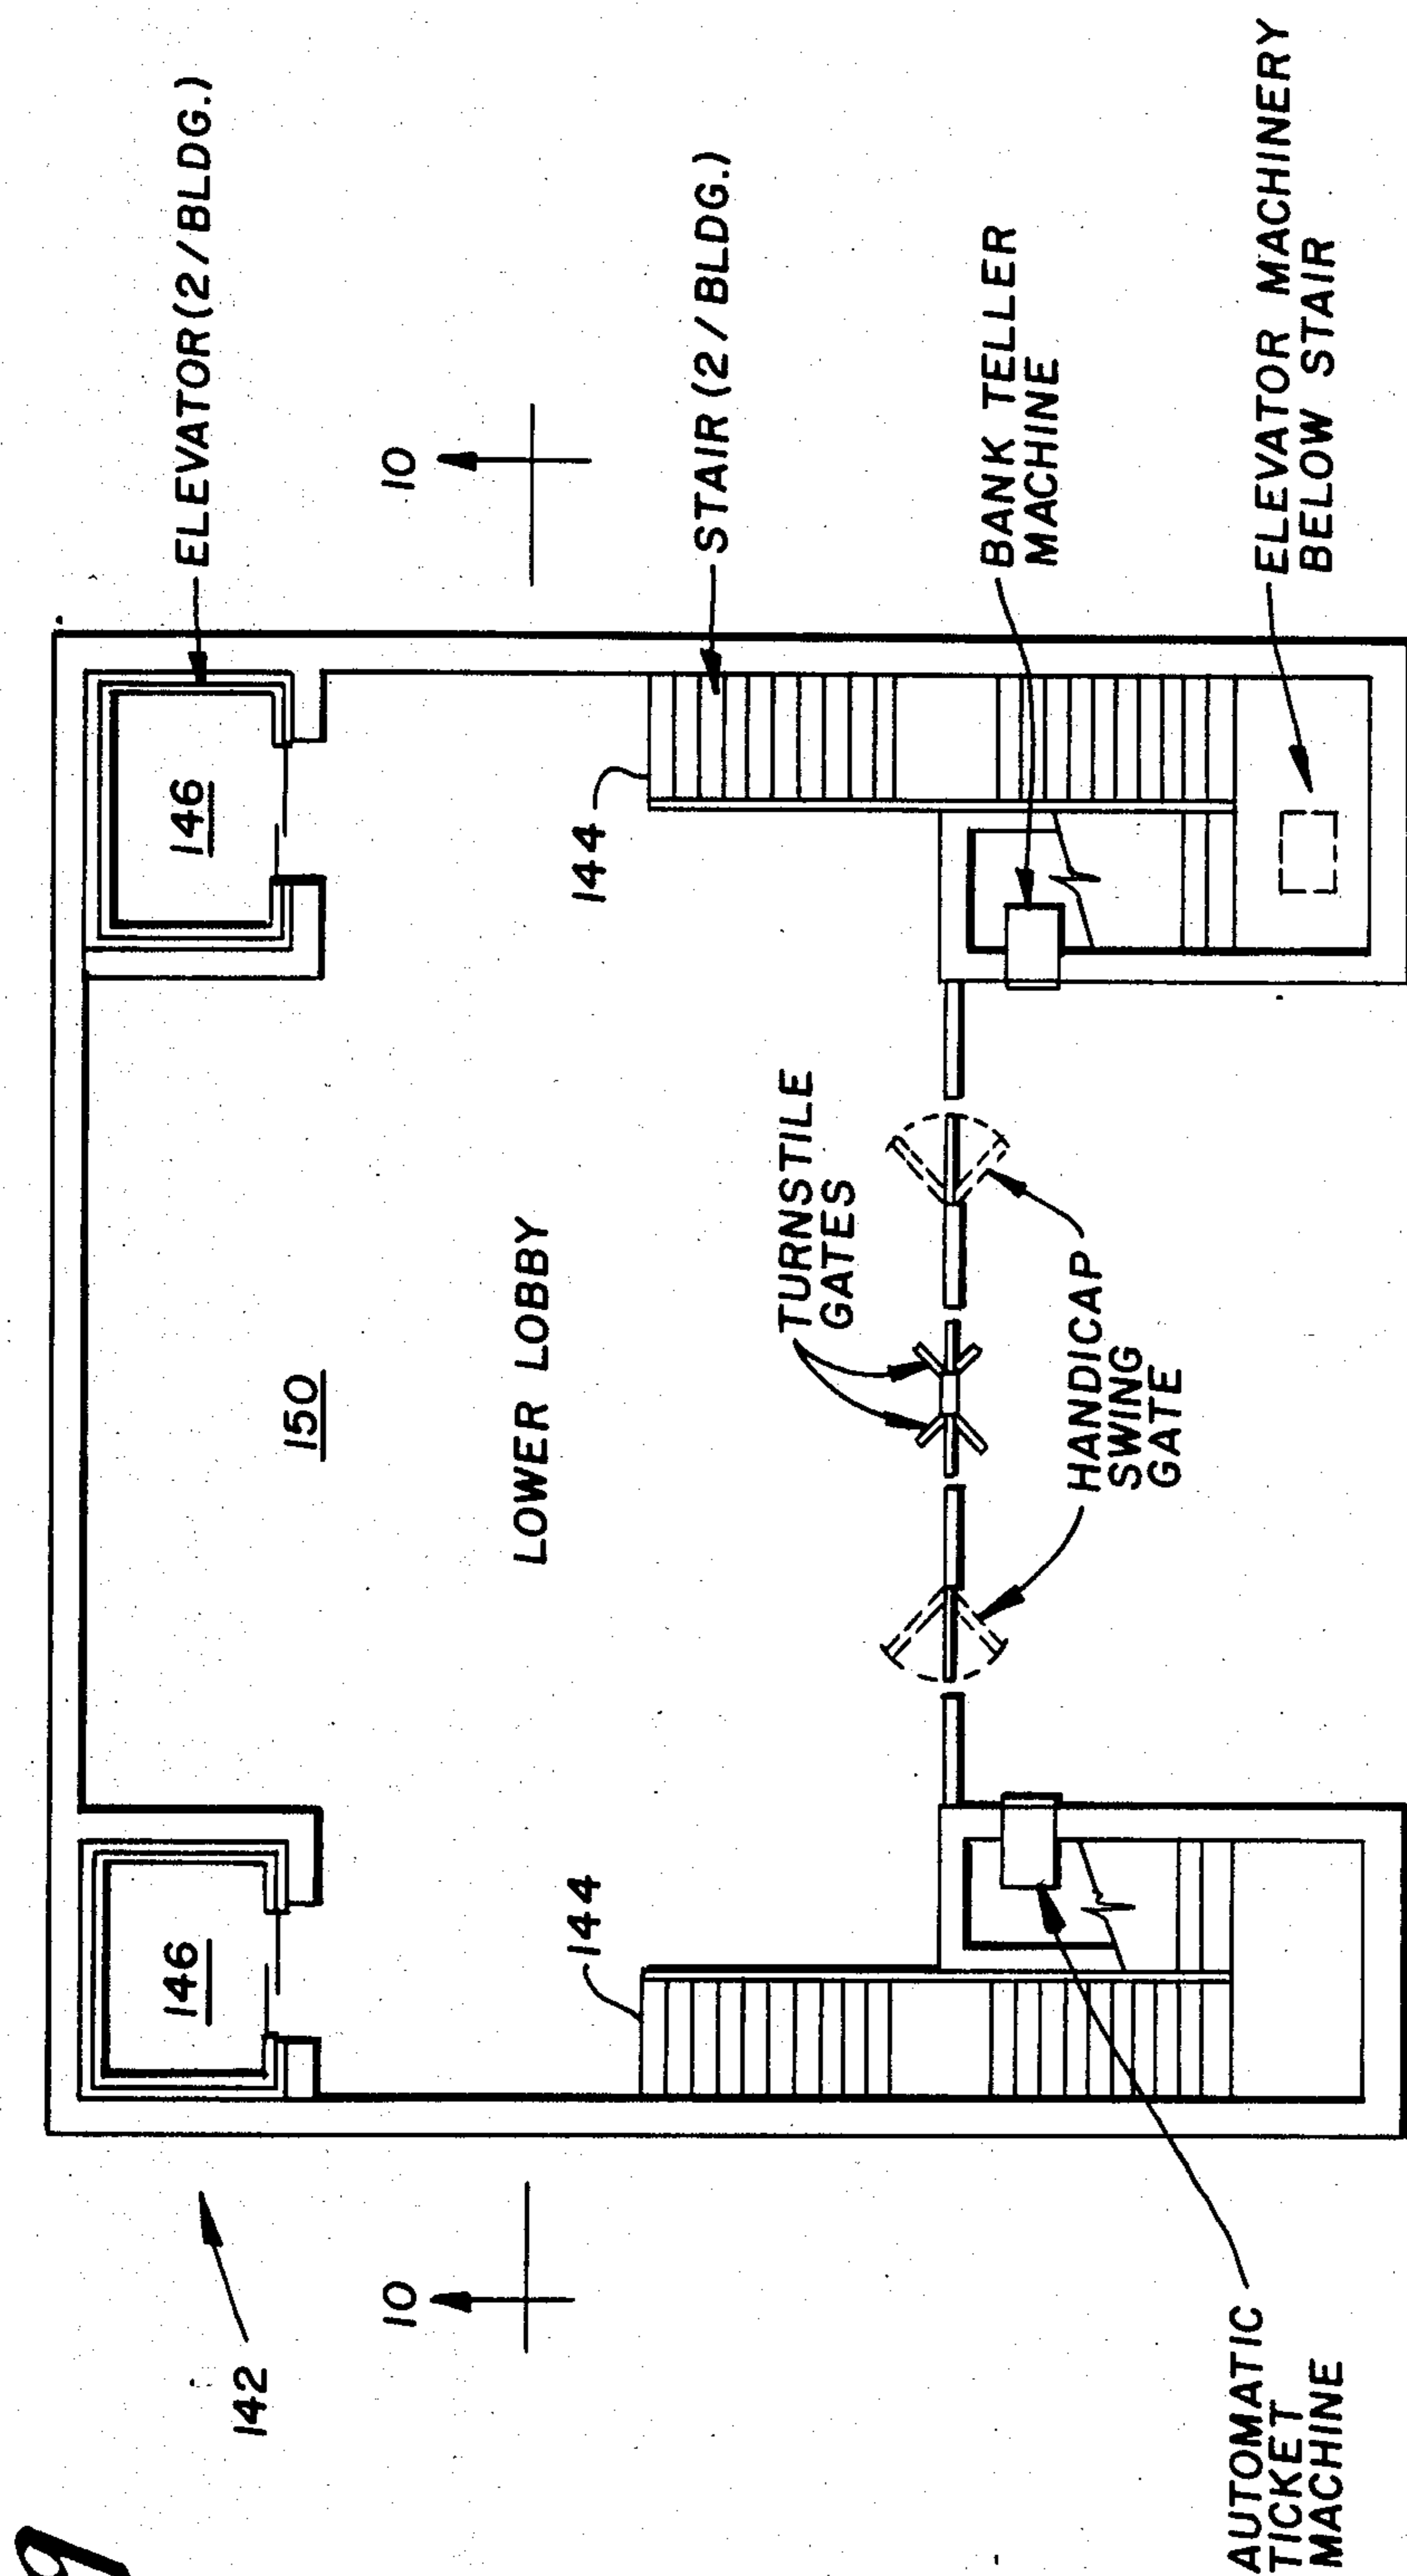 142
10
146
146
ELEVATOR (2/BLDG.)
150
10
LOWER LOBBY
144
144
STAIR (2/BLDG.)
TURNSTILE
GATES
BANK TELLER
MACHINE
HANDICAP
SWING
GATE
AUTOMATIC
TICKET
MACHINE
ELEVATOR MACHINERY
BELOW STAIR